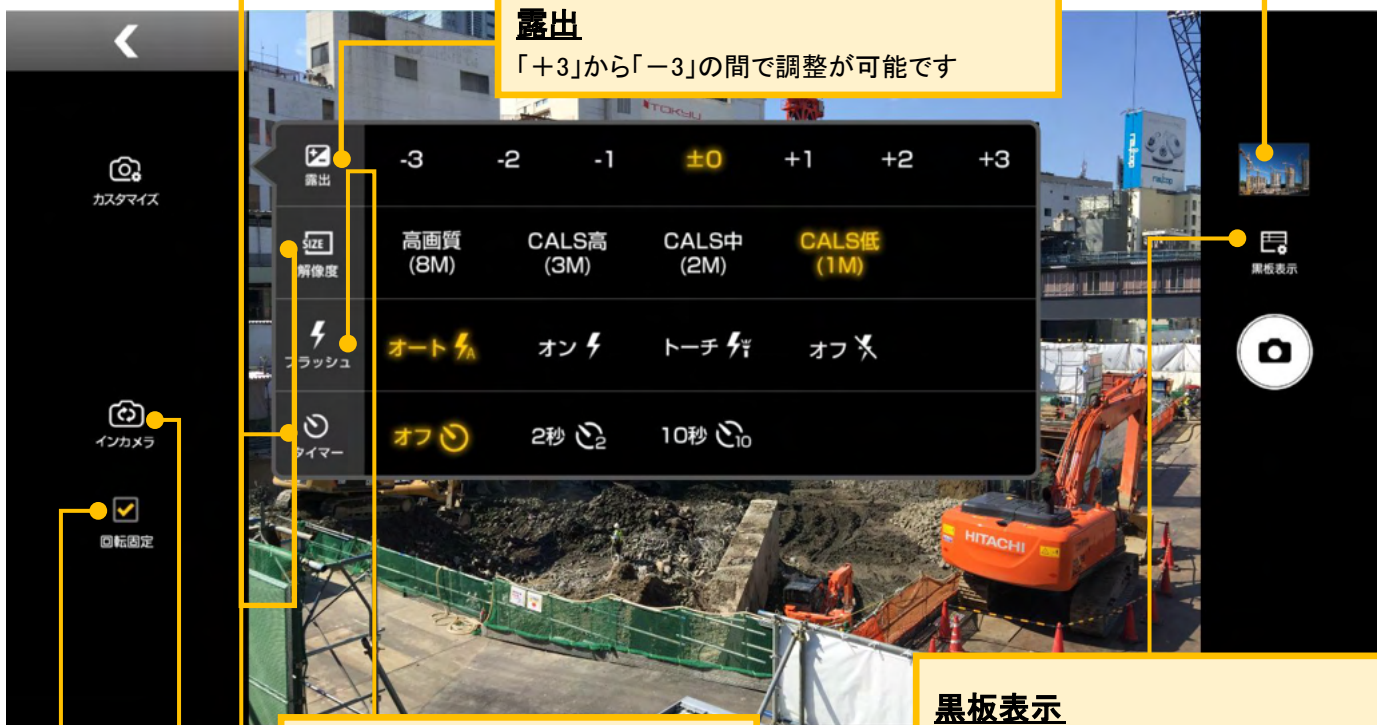 露出
「＋3」から「－3」の間で調整が可能です
TOKYU
カスタマイズ
露出
-3 -2 -1 ±0 +1 +2 +3
解像度
SIZE
高画質
(8M)
CALS高
(3M)
CALS中
(2M)
CALS低
(1M)
フラッシュ
オート A
オン
トーチ
オフ
タイマー
オフ
2秒 2
10秒 10
インカメラ
回転固定
黒板表示
HITACHI
黒板表示